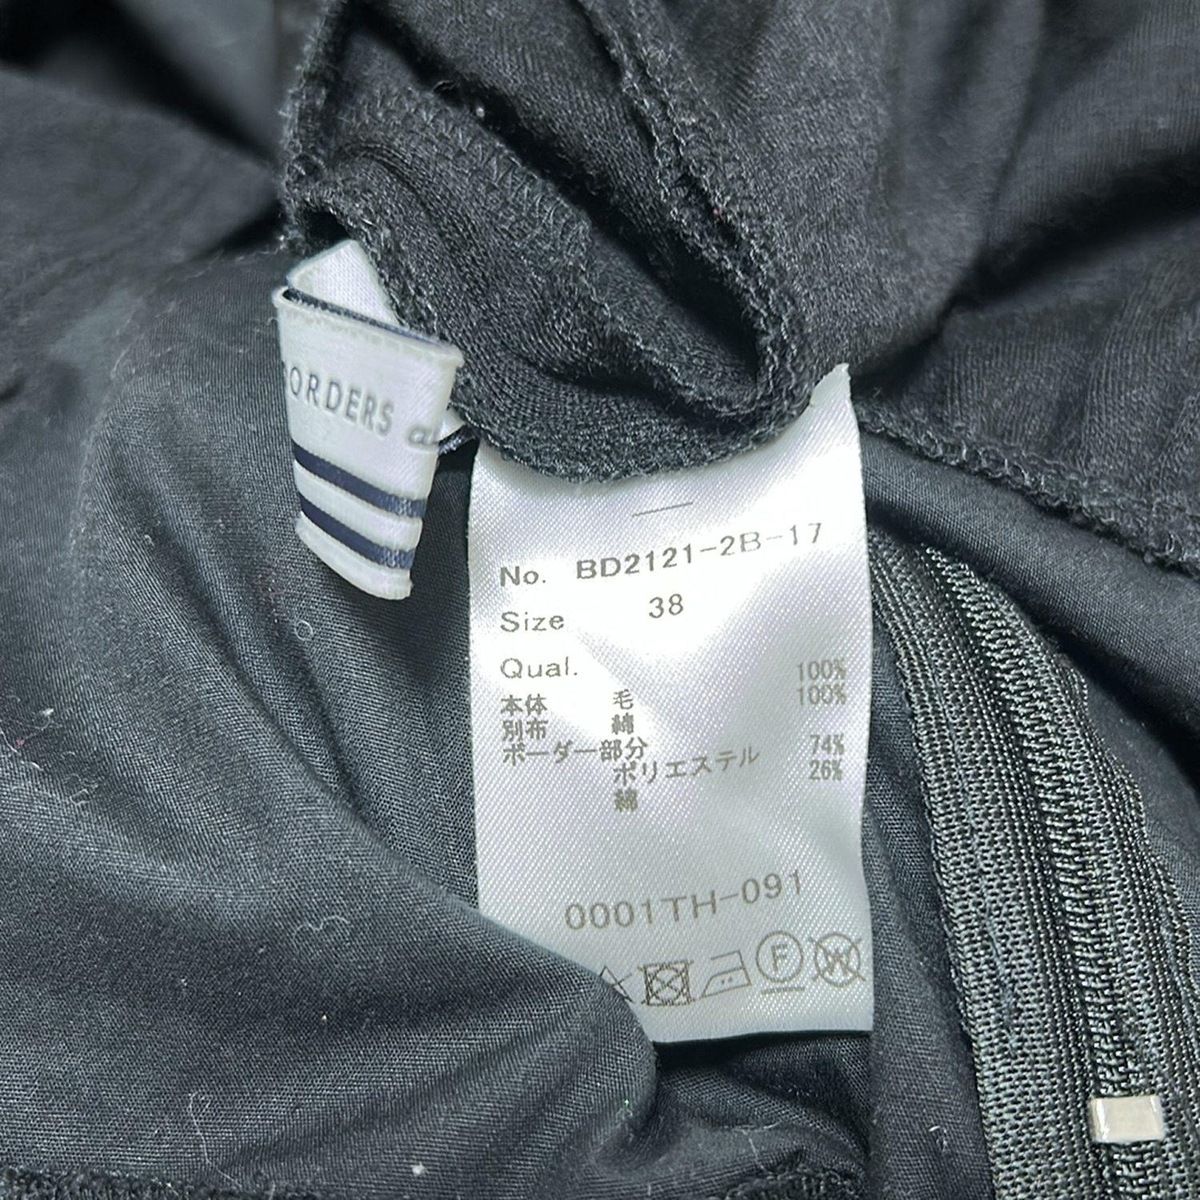 ORDERS
No. BD2121-2B-17
Size 38
Qual.
本体 毛 100%
別布 綿 100%
ボーダー部分
ポリエステル 74%
綿 26%
0001TH-091
F W